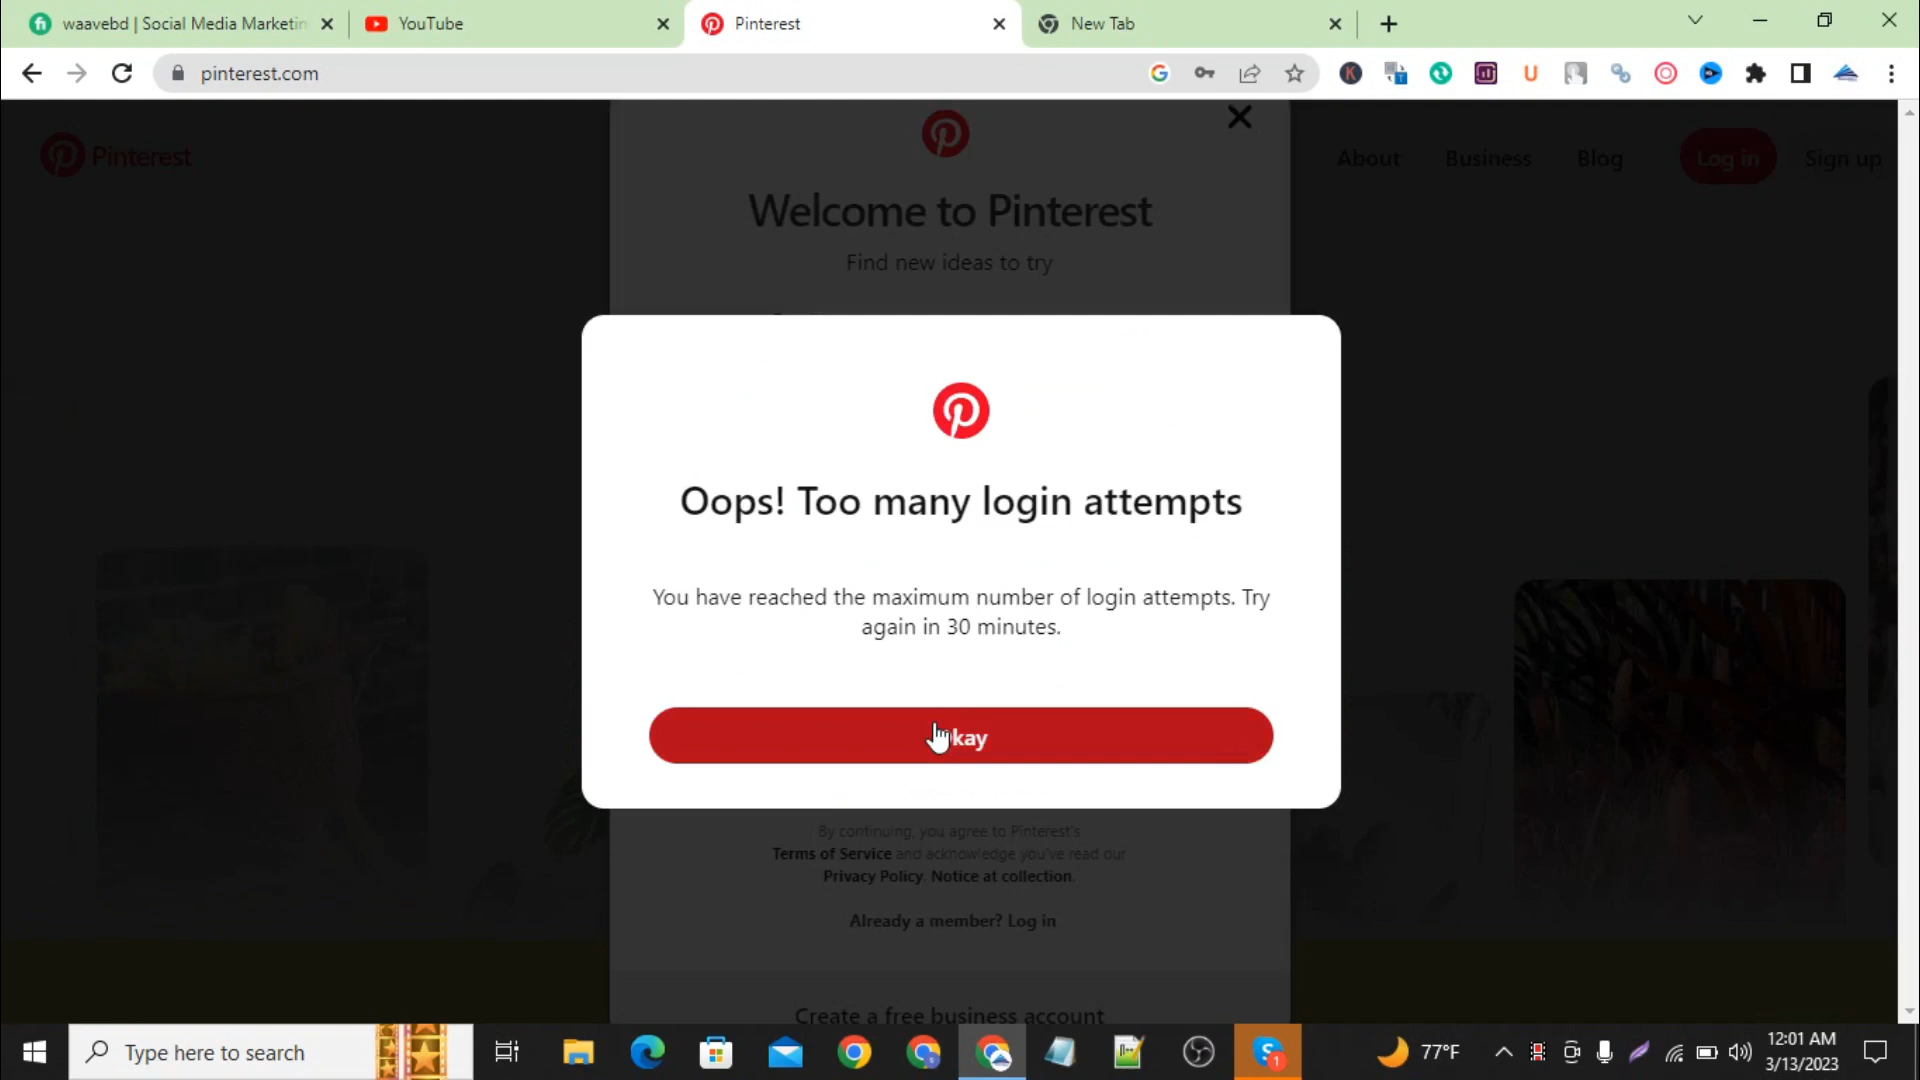 waavebd | Social Media Marketin
YouTube
Pinterest
New Tab
pinterest.com
Pinterest
About
Business
Blog
Log in
Sign up
Welcome to Pinterest
Find new ideas to try
Oops! Too many login attempts
You have reached the maximum number of login attempts. Try
again in 30 minutes.
kay
By continuing, you agree to Pinterest's
Terms of Service and acknowledge you've read our
Privacy Policy. Notice at collection.
Already a member? Log in
Create a free business account
Type here to search
1
77°F
12:01 AM
3/13/2023